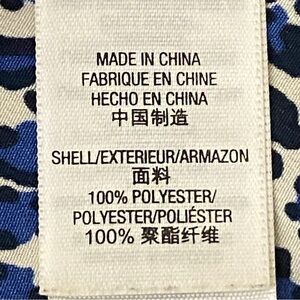 MADE IN CHINA
FABRIQUE EN CHINE
HECHO EN CHINA
中国制造
SHELL/EXTERIEUR/ARMAZON
面料
100% POLYESTER/
POLYESTER/POLIÉSTER
100% 聚酯纤维